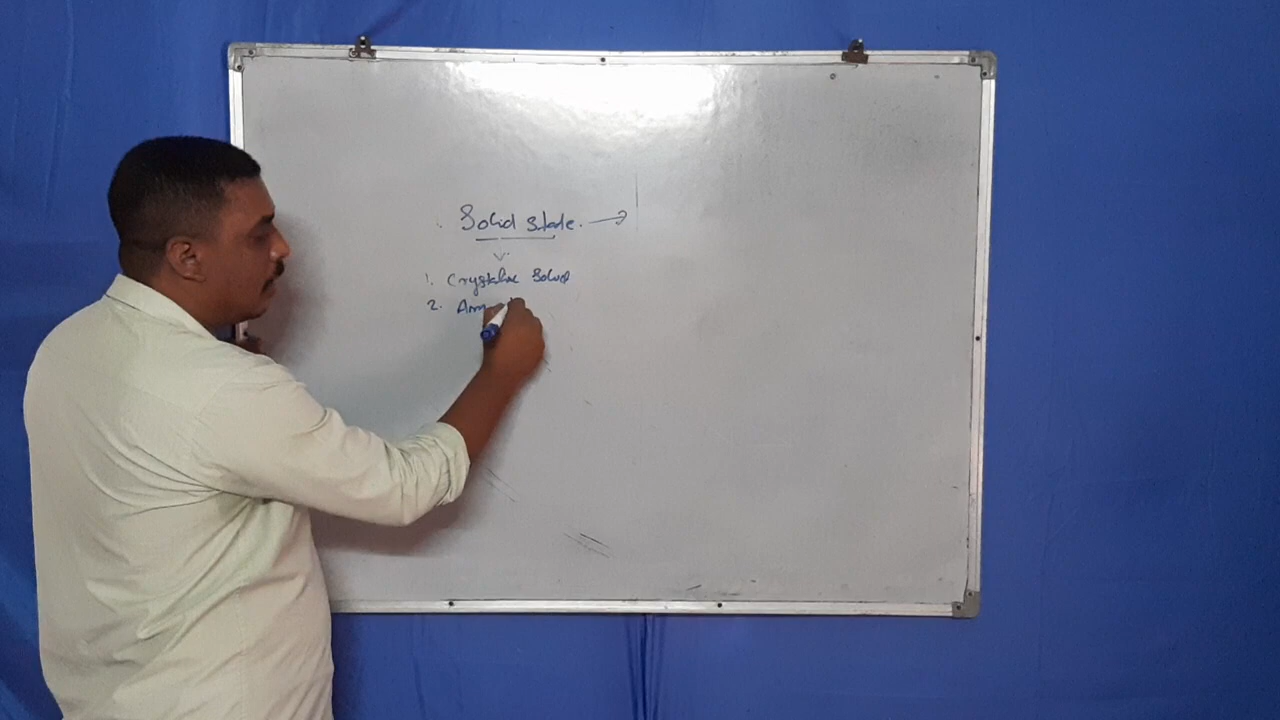 Solid State. →
1. Crystalline Solid
2. Am